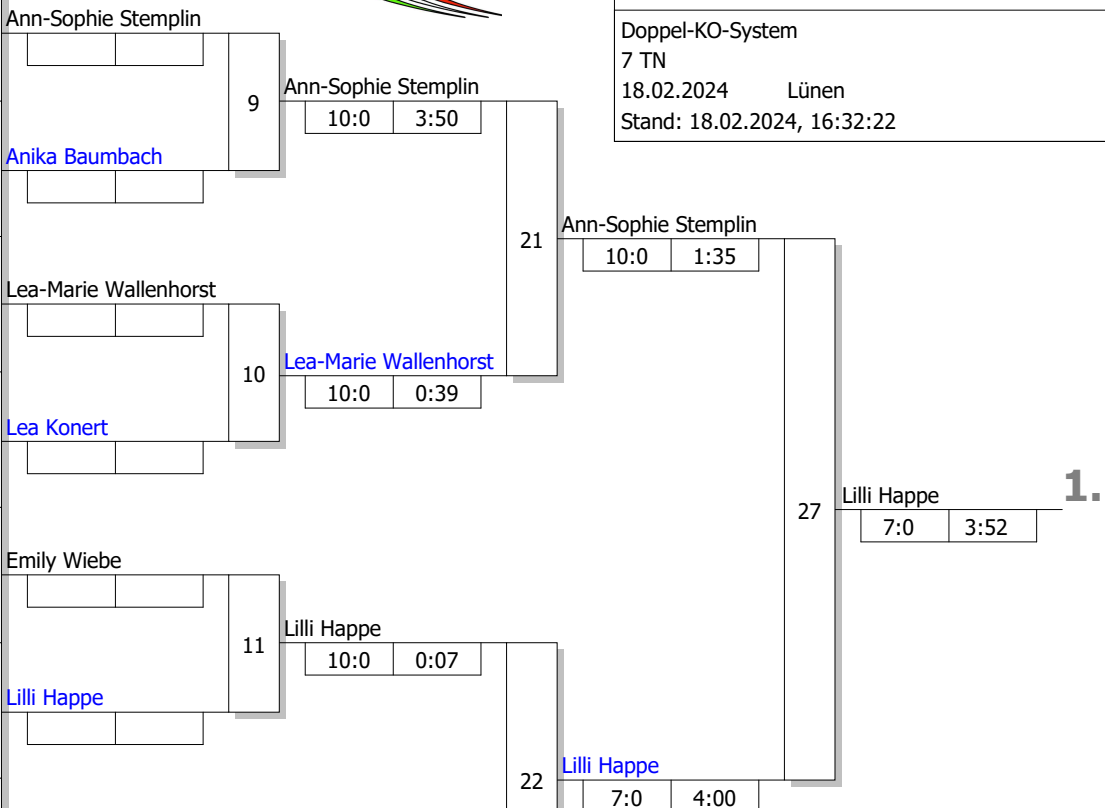 Doppel-KO-System
7 TN
18.02.2024 Lünen
Stand: 18.02.2024, 16:32:22
Ann-Sophie Stemplin
9
Anika Baumbach
Ann-Sophie Stemplin
10:0 3:50
Lea-Marie Wallenhorst
10
Lea Konert
Lea-Marie Wallenhorst
10:0 0:39
21
Ann-Sophie Stemplin
10:0 1:35
Emily Wiebe
11
Lilli Happe
Lilli Happe
10:0 0:07
22
Lilli Happe
7:0 4:00
27
Lilli Happe
7:0 3:52
1.